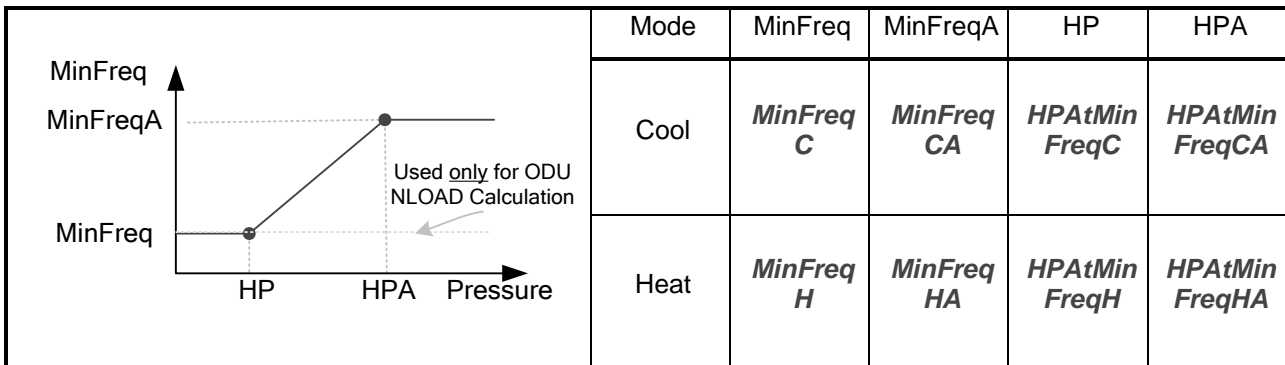 MinFreq
MinFreqA
Used only for ODU
NLOAD Calculation
MinFreq
HP HPA Pressure
Mode MinFreq MinFreqA HP HPA
Cool MinFreq MinFreq HPAtMin HPAtMin
C CA FreqC FreqCA
Heat MinFreq MinFreq HPAtMin HPAtMin
H HA FreqH FreqHA